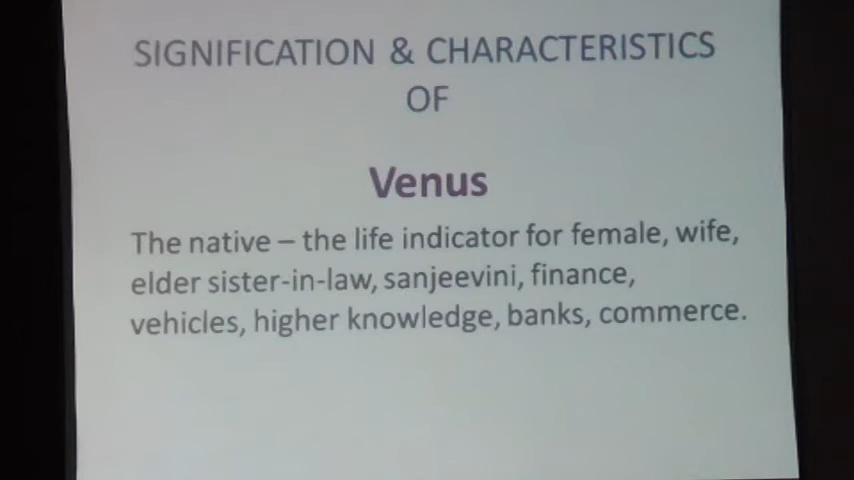 SIGNIFICATION & CHARACTERISTICS
OF
Venus
The native – the life indicator for female, wife,
elder sister-in-law, sanjeevini, finance,
vehicles, higher knowledge, banks, commerce.